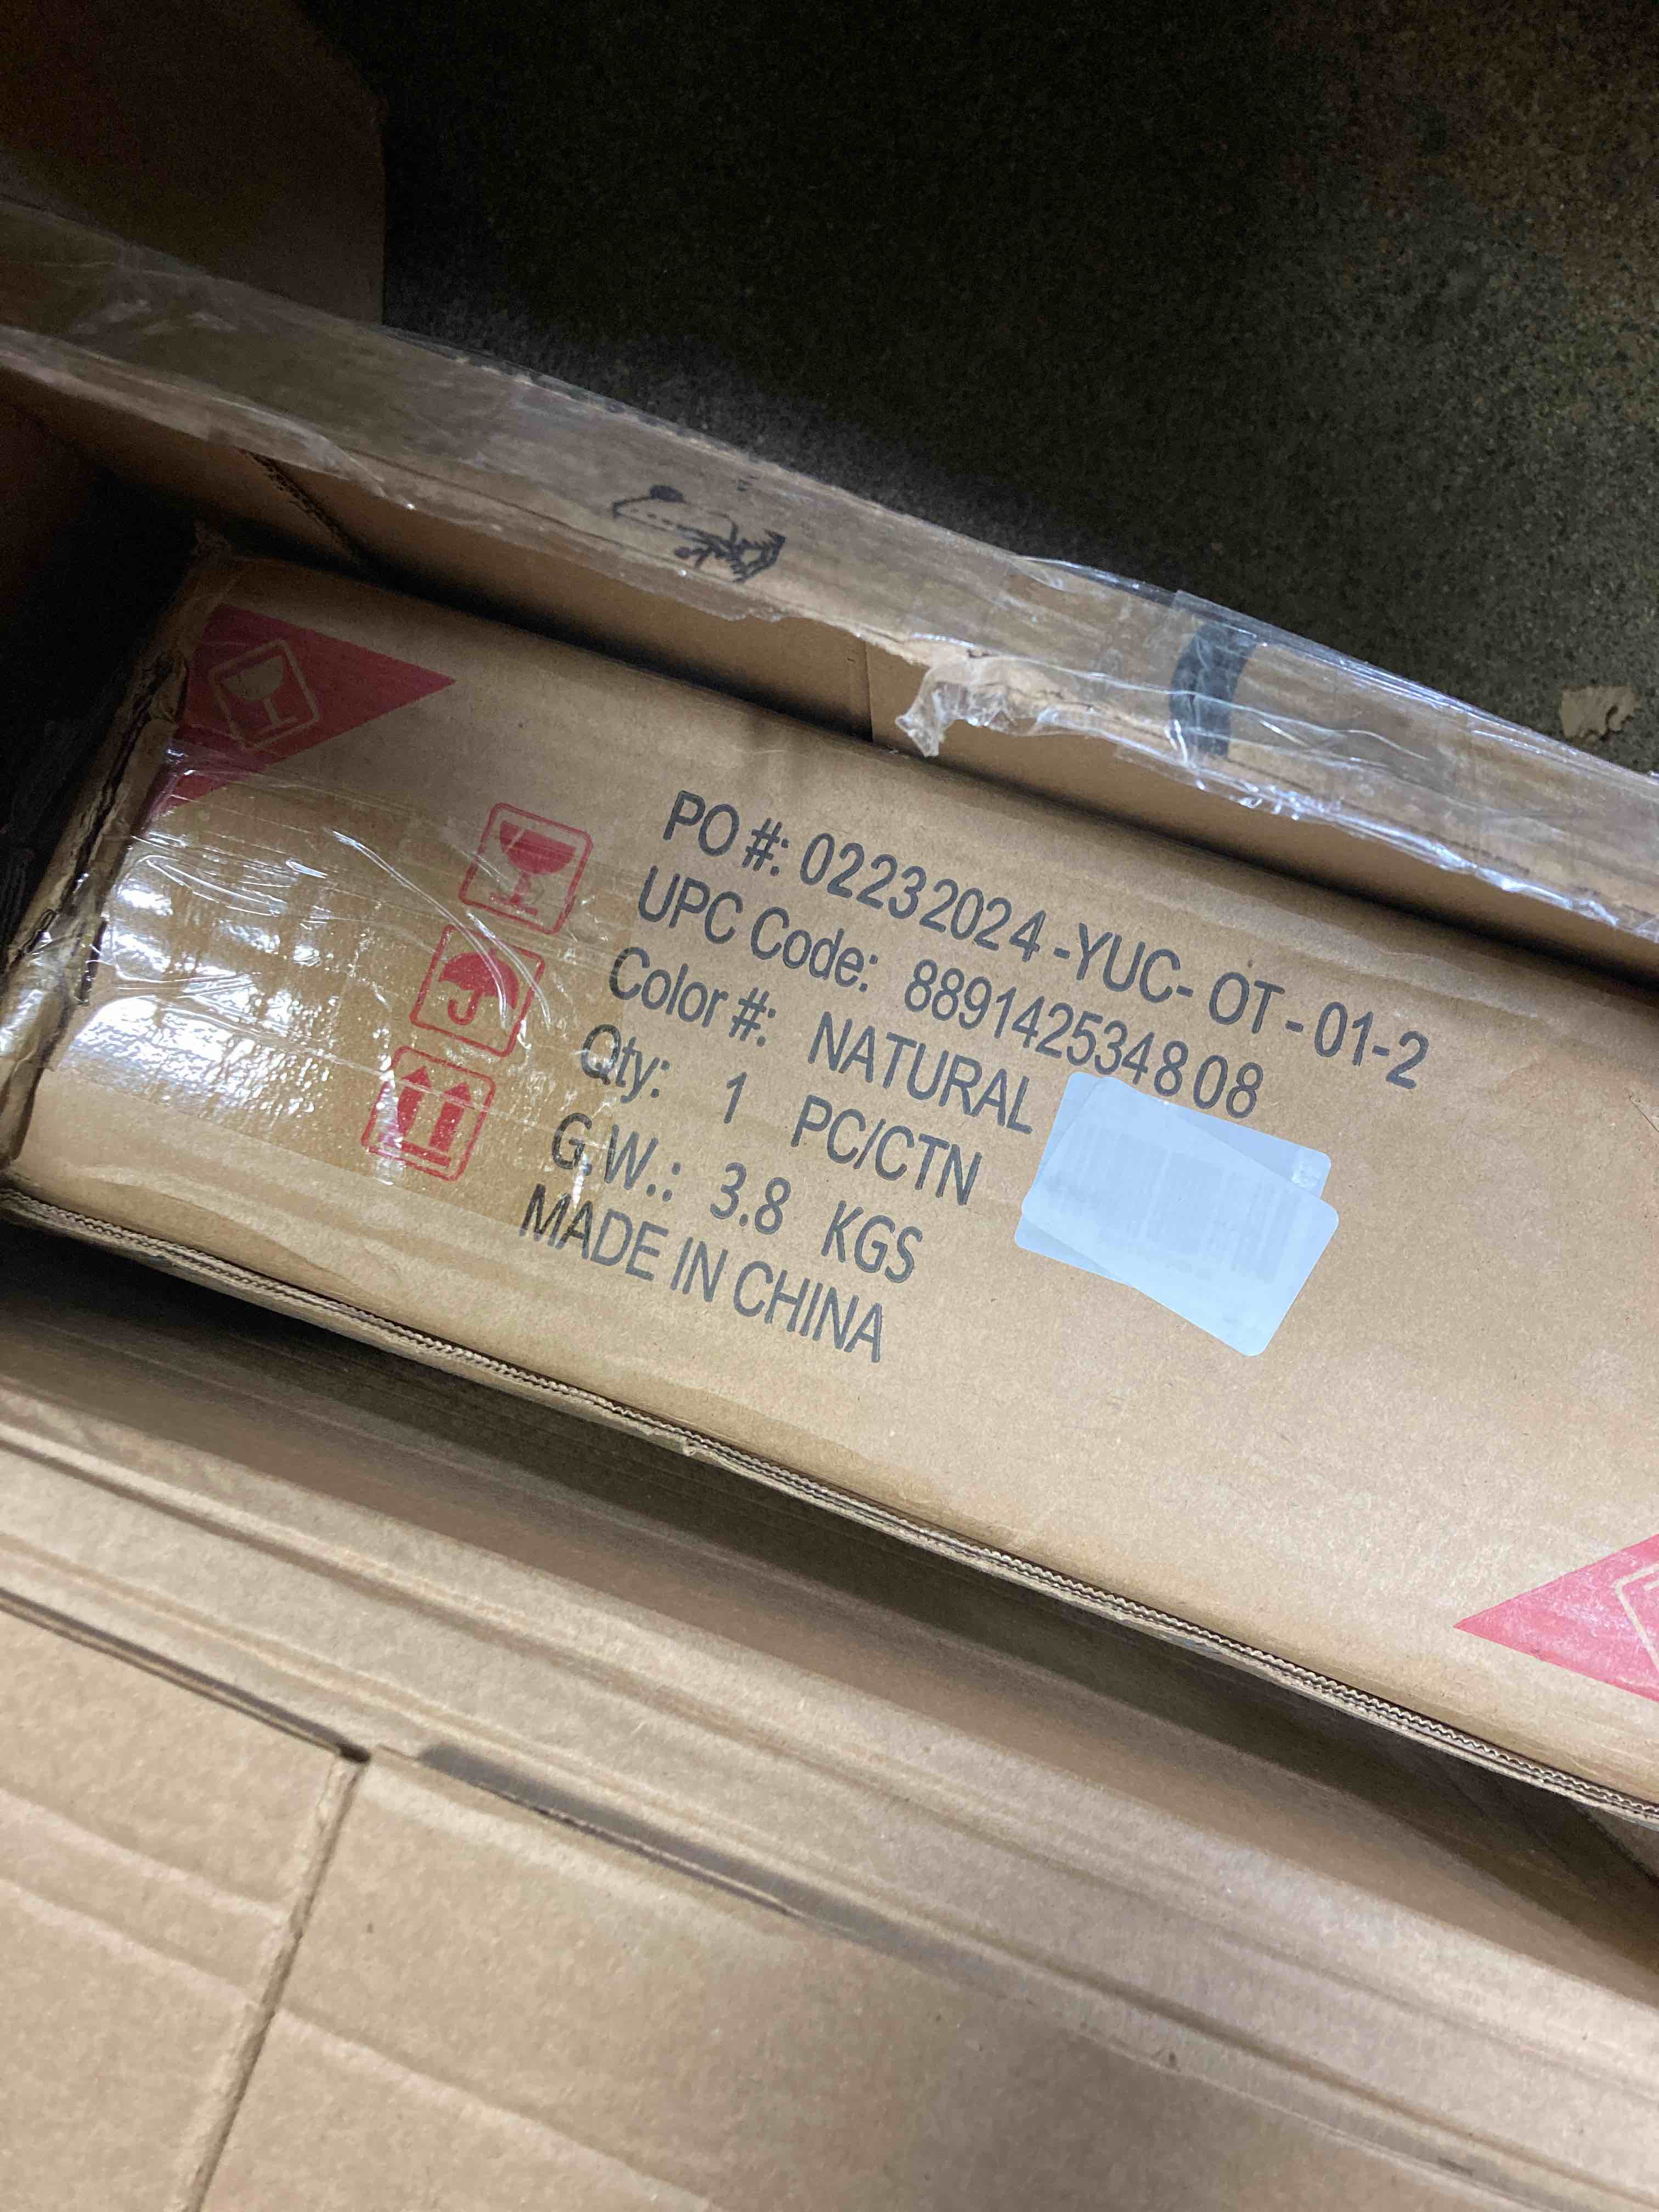 PO #: 02232024-YUC-OT-01-2
UPC Code: 889142534808
Color #: NATURAL
Qty: 1 PC/CTN
G.W.: 3.8 KGS
MADE IN CHINA